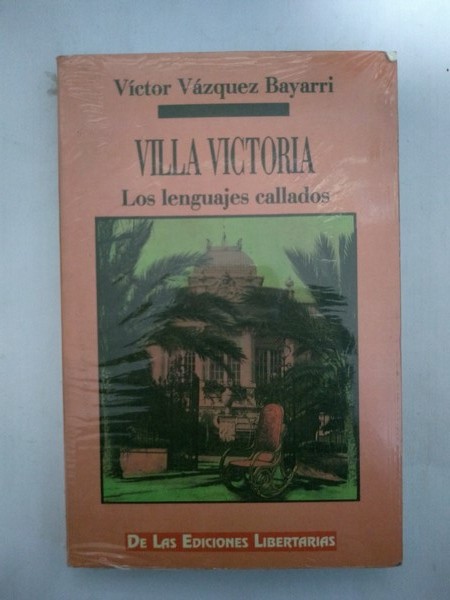 Víctor Vázquez Bayarri
VILLA VICTORIA
Los lenguajes callados
DE LAS EDICIONES LIBERTARIAS